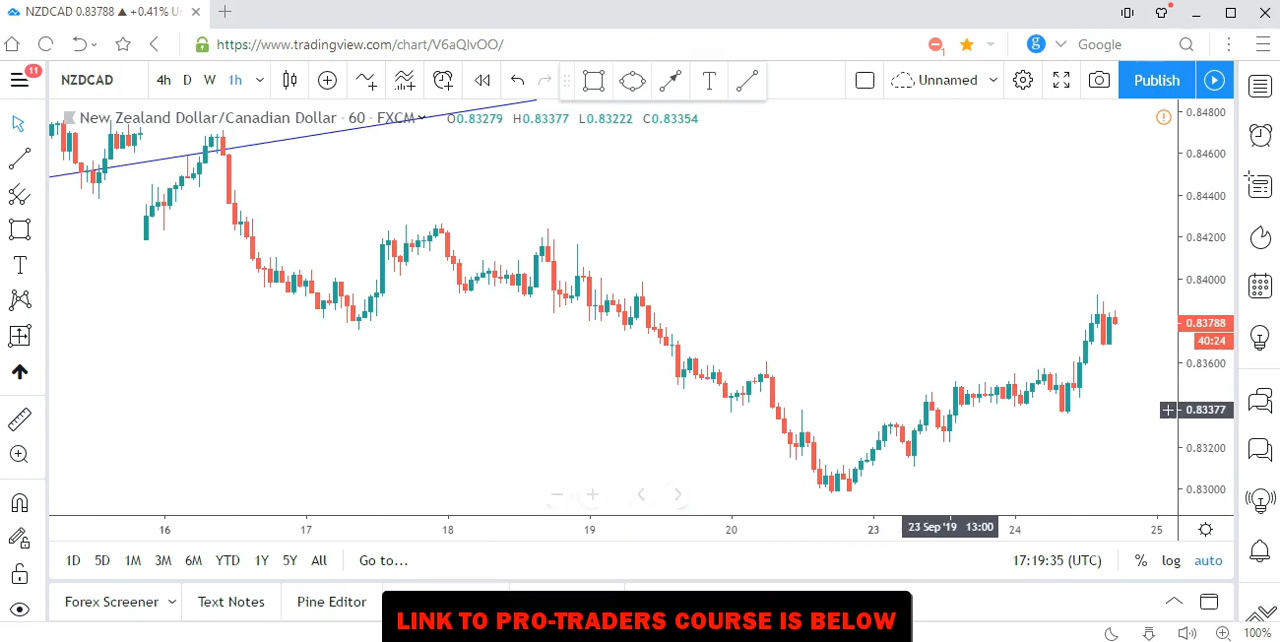 NZDCAD 0.83788 ▲ +0.41% U
https://www.tradingview.com/chart/V6aQlvOO/
1
g Google
11
NZDCAD 4h D W 1h T Unnamed Publish
New Zealand Dollar/Canadian Dollar · 60 · FXCM O0.83279 H0.83377 L0.83222 C0.83354
0.84800
0.84600
0.84400
0.84200
0.84000
0.83788
40:24
0.83600
0.83377
0.83200
0.83000
16 17 18 19 20 23 23 Sep '19 13:00 24 25
1D 5D 1M 3M 6M YTD 1Y 5Y All Go to... 17:19:35 (UTC) % log auto
Forex Screener Text Notes Pine Editor
LINK TO PRO-TRADERS COURSE IS BELOW
100%